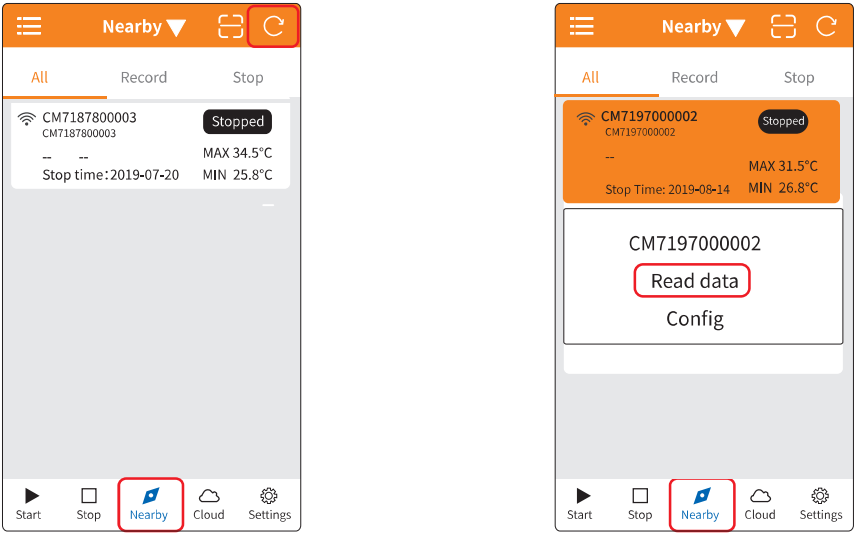 Nearby
All Record Stop
CM7187800003 Stopped
CM7187800003
-- -- MAX 34.5°C
Stop time:2019-07-20 MIN 25.8°C
Start Stop Nearby Cloud Settings
Nearby
All Record Stop
CM7197000002 Stopped
CM7197000002
--
MAX 31.5°C
Stop Time: 2019-08-14 MIN 26.8°C
CM7197000002
Read data
Config
Start Stop Nearby Cloud Settings